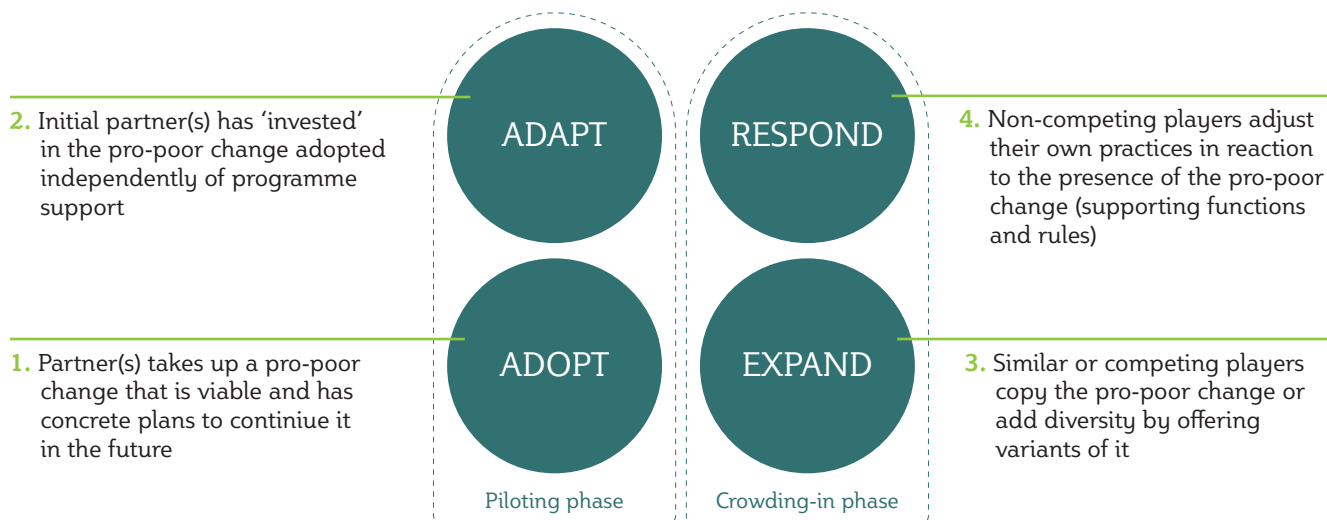 2. Initial partner(s) has ‘invested’
in the pro-poor change adopted
independently of programme
support
ADAPT
RESPOND
4. Non-competing players adjust
their own practices in reaction
to the presence of the pro-poor
change (supporting functions
and rules)
1. Partner(s) takes up a pro-poor
change that is viable and has
concrete plans to continiue it
in the future
ADOPT
EXPAND
3. Similar or competing players
copy the pro-poor change or
add diversity by offering
variants of it
Piloting phase
Crowding-in phase